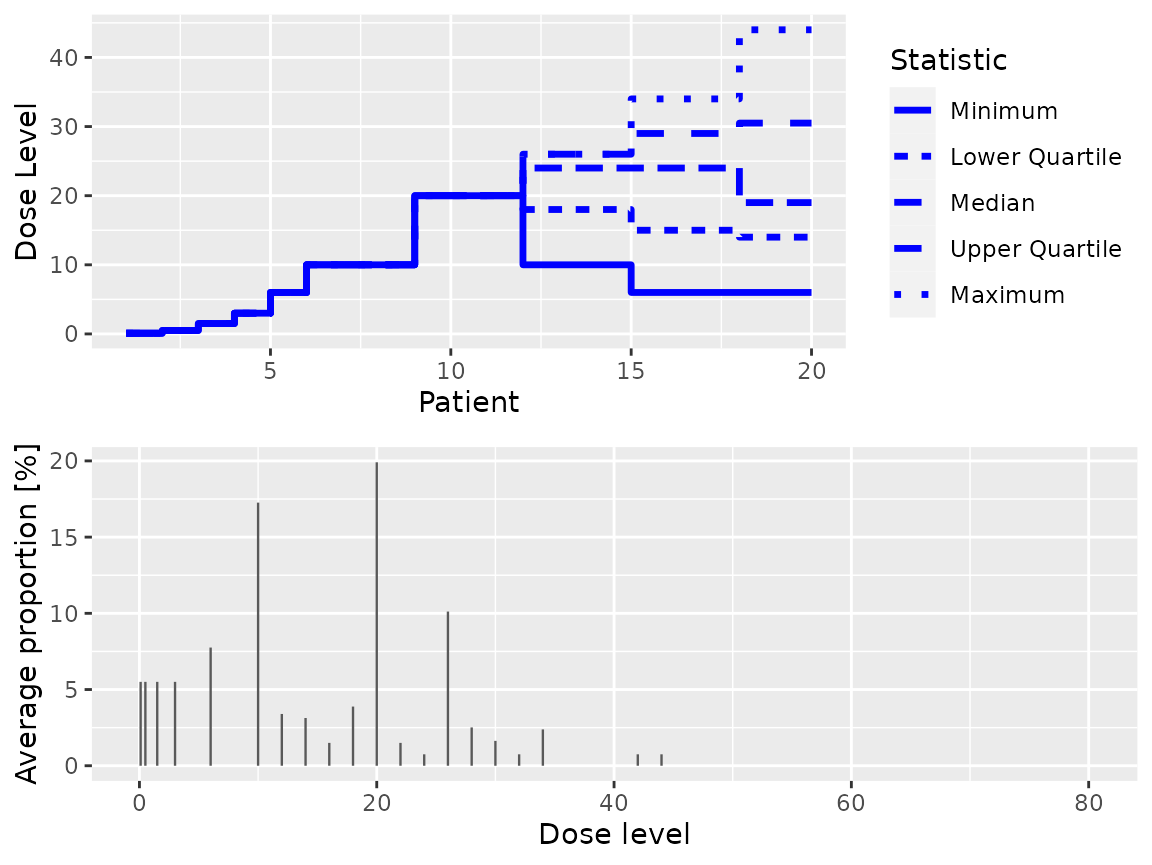 Dose Level
40
30
20
10
0
5
10
15
20
Patient
Statistic
Minimum
Lower Quartile
Median
Upper Quartile
Maximum
Average proportion [%]
20
15
10
5
0
0
20
40
60
80
Dose level